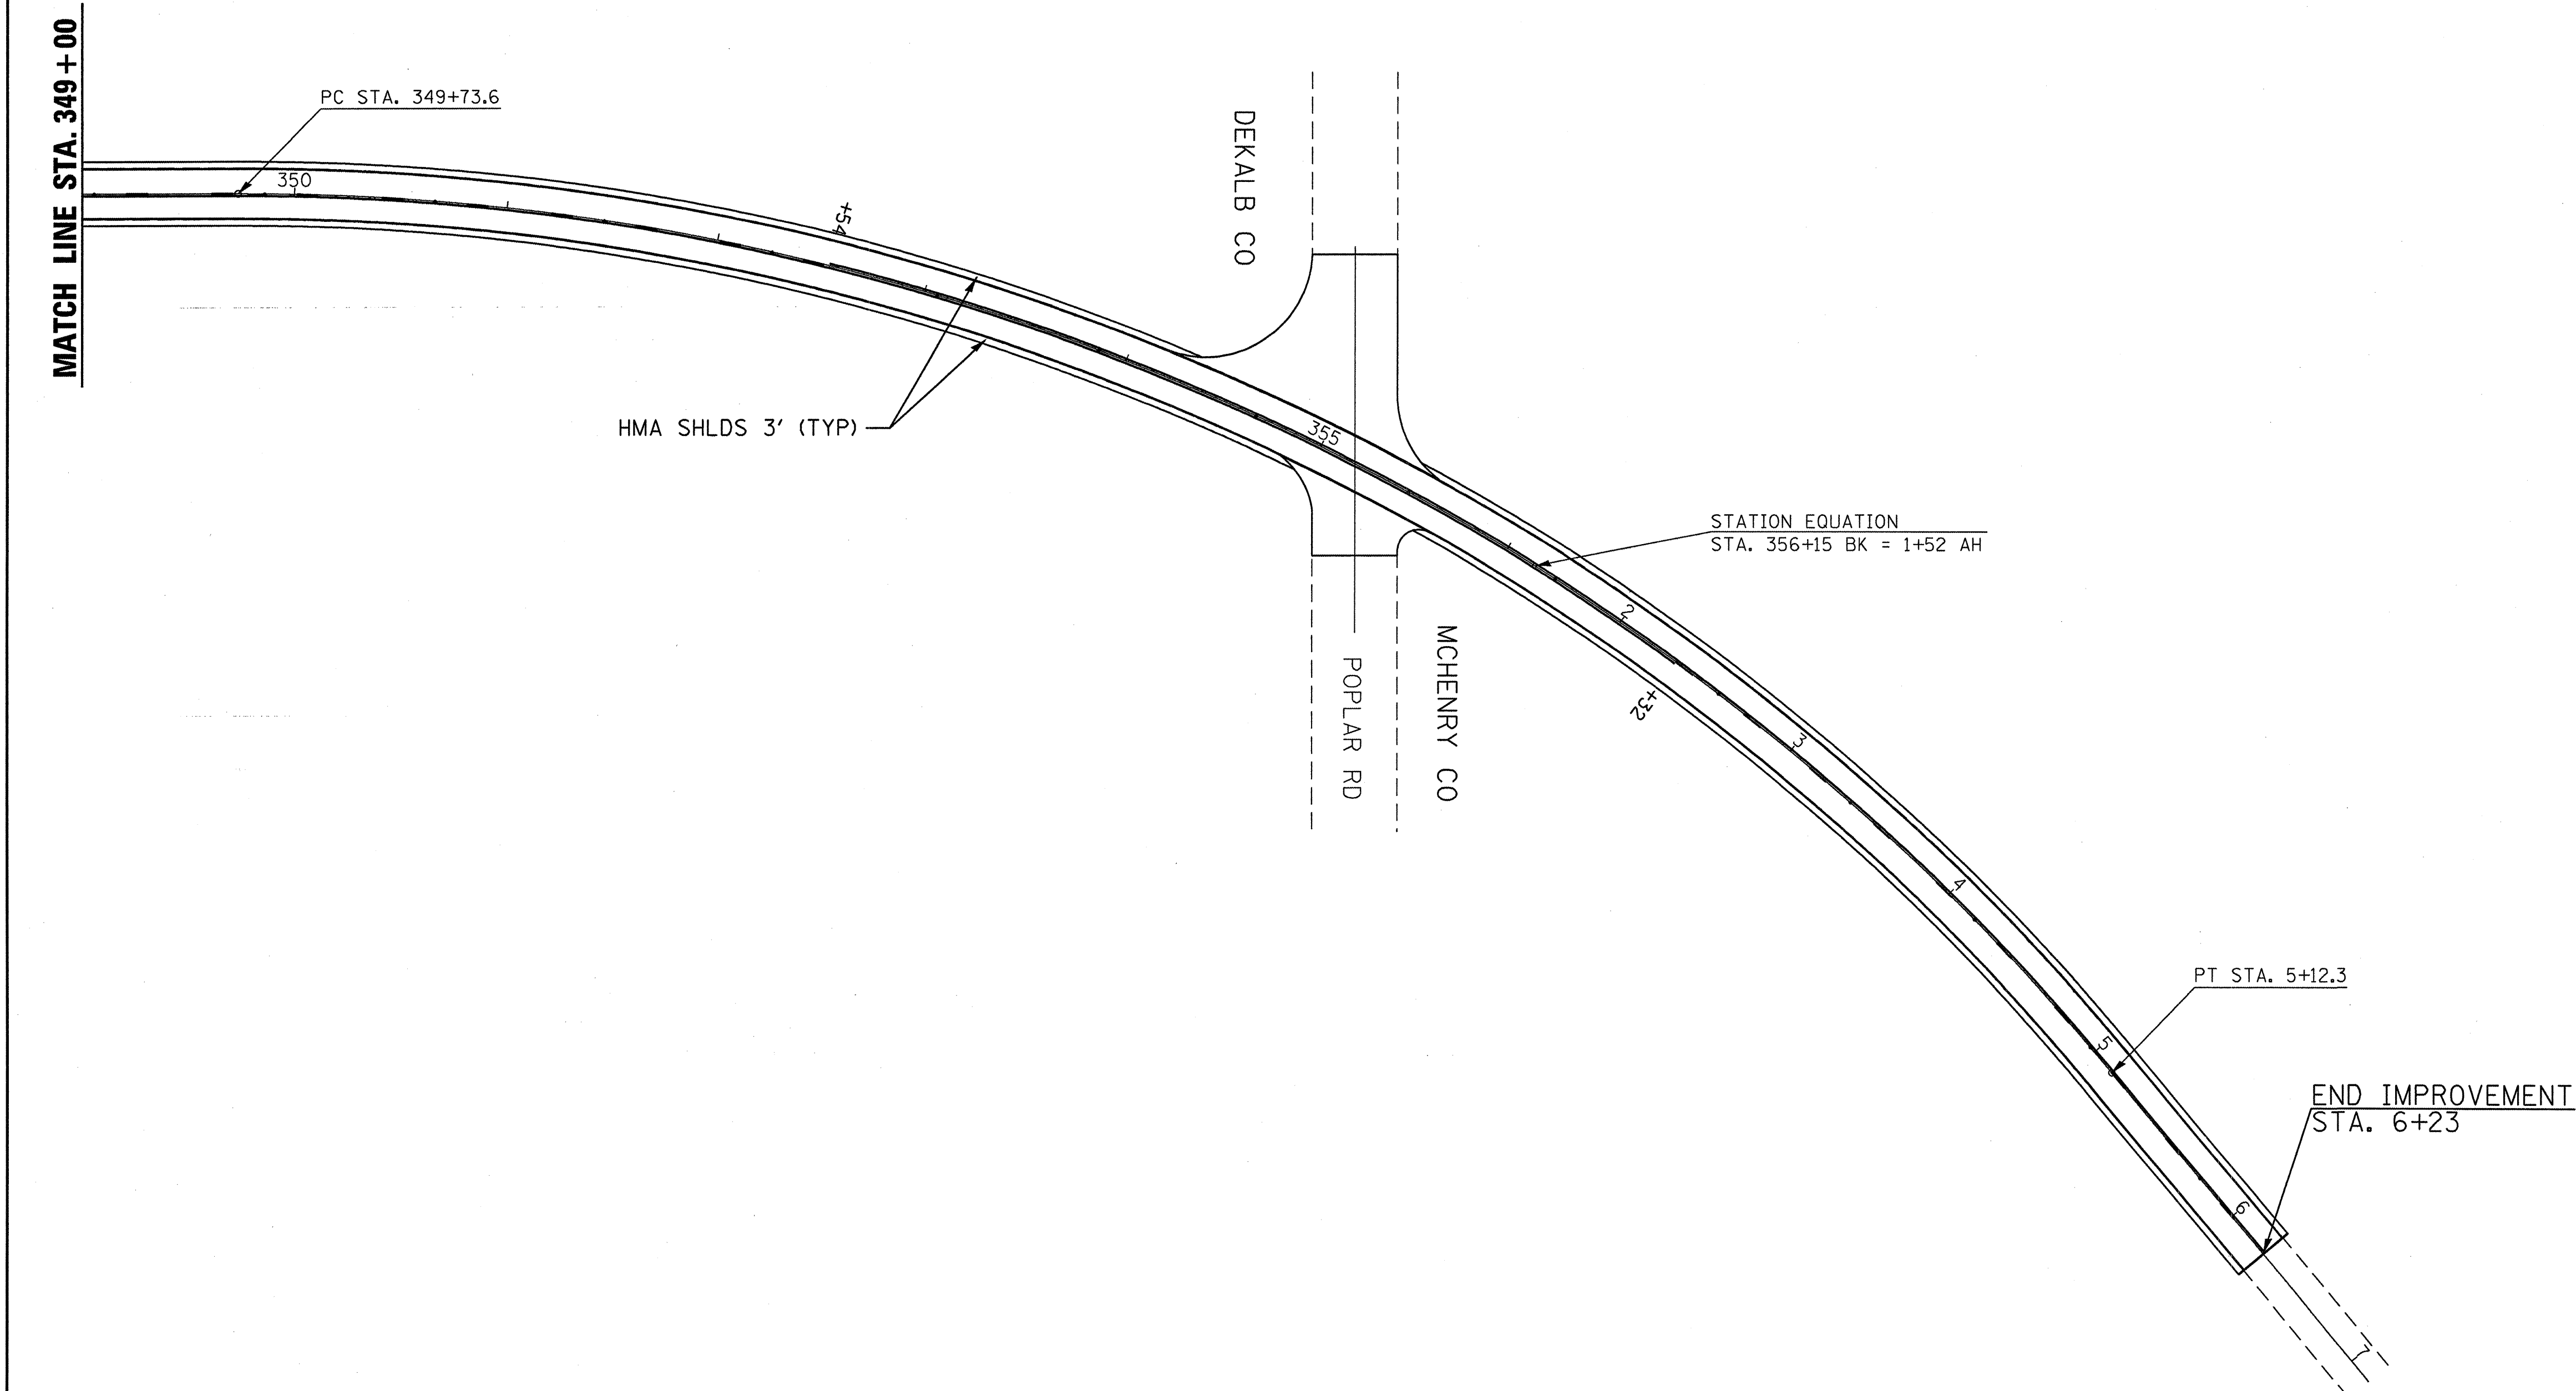 MATCH LINE STA. 349+00
PC STA. 349+73.6
350
+54
DEKALB CO
HMA SHLDS 3' (TYP)
355
STATION EQUATION
STA. 356+15 BK = 1+52 AH
2
+32
MCHENRY CO
POPLAR RD
3
4
PT STA. 5+12.3
5
END IMPROVEMENT
STA. 6+23
6
7